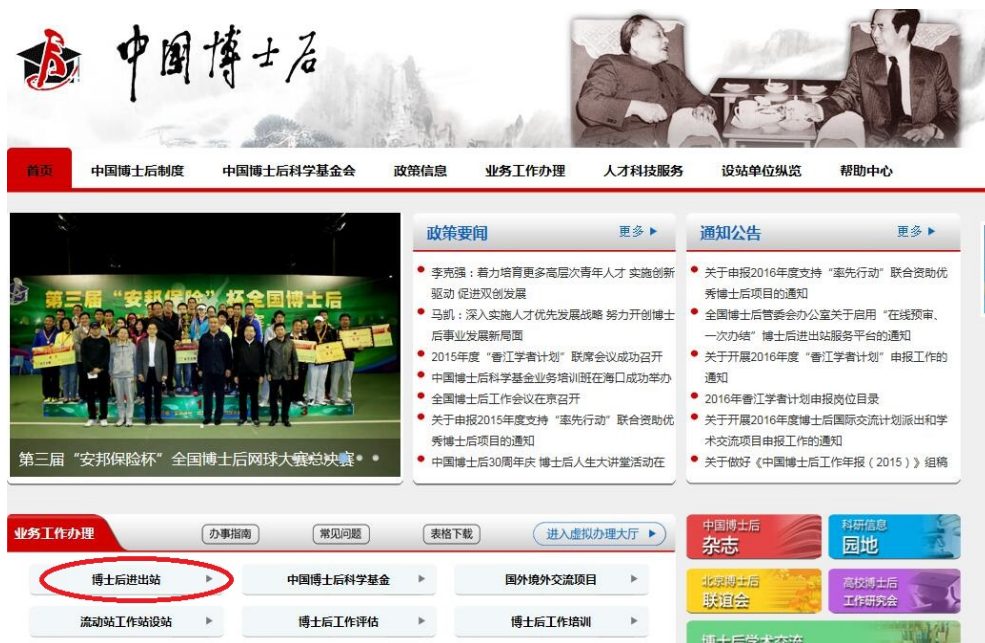 中国博士后
首页 中国博士后制度 中国博士后科学基金会 政策信息 业务工作办理 人才科技服务 设站单位纵览 帮助中心
第三届“安邦保险”杯全国博士后
第三届“安邦保险杯”全国博士后网球大赛总决赛
政策要闻 更多
李克强：着力培育更多高层次青年人才 实施创新
驱动 促进双创发展
马凯：深入实施人才优先发展战略 努力开创博士
后事业发展新局面
2015年度“香江学者计划”联席会议成功召开
中国博士后科学基金业务培训班在海口成功举办
全国博士后工作会议在京召开
关于申报2015年度支持“率先行动”联合资助优
秀博士后项目的通知
中国博士后30周年庆 博士后人生大讲堂活动在
通知公告 更多
关于申报2016年度支持“率先行动”联合资助优
秀博士后项目的通知
全国博士后管委会办公室关于启用“在线预审、
一次办结”博士后进出站服务平台的通知
关于开展2016年度“香江学者计划”申报工作的
通知
2016年香江学者计划申报岗位目录
关于开展2016年度博士后国际交流计划派出和学
术交流项目申报工作的通知
关于做好《中国博士后工作年报（2015）》组稿
业务工作办理 办事指南 常见问题 表格下载 进入虚拟办理大厅
博士后进出站 中国博士后科学基金 国外境外交流项目
流动站工作站设站 博士后工作评估 博士后工作培训
中国博士后
杂志
科研信息
园地
北京博士后
联谊会
高校博士后
工作研究会
博士后学术交流